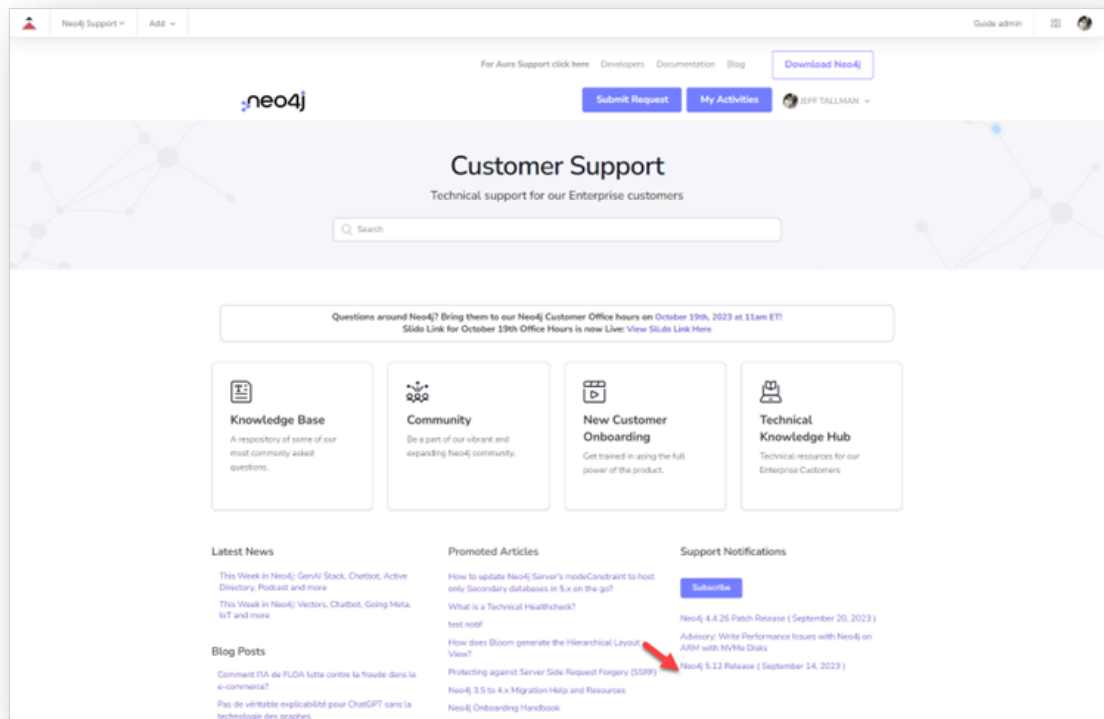 Neo4j Support
Add
Guide admin
For Aura Support click here
Developers
Documentation
Blog
Download Neo4j
neo4j
Submit Request
My Activities
JEFF TALLMAN
Customer Support
Technical support for our Enterprise customers
Search
Questions around Neo4j? Bring them to our Neo4j Customer Office hours on October 19th, 2023 at 11am ET!
Slido Link for October 19th Office Hours is now Live: View Sli.do Link Here
Knowledge Base
A respository of some of our
most commonly asked
questions.
Community
Be a part of our vibrant and
expanding Neo4j community.
New Customer
Onboarding
Get trained in using the full
power of the product.
Technical
Knowledge Hub
Technical resources for our
Enterprise Customers
Latest News
This Week in Neo4j: GenAI Stack, Chatbot, Active
Directory, Podcast and more
This Week in Neo4j: Vectors, Chatbot, Going Meta,
IoT and more
Blog Posts
Comment l'IA de FLOA lutte contre la fraude dans le
e-commerce?
Pas de véritable explicabilité pour ChatGPT sans la
technologie des graphes
Promoted Articles
How to update Neo4j Server's modeConstraint to host
only Secondary databases in 5.x on the go?
What is a Technical Healthcheck?
test notif
How does Bloom generate the Hierarchical Layout
View?
Protecting against Server Side Request Forgery (SSRF)
Neo4j 3.5 to 4.x Migration Help and Resources
Neo4j Onboarding Handbook
Support Notifications
Subscribe
Neo4j 4.4.26 Patch Release ( September 20, 2023 )
Advisory: Write Performance Issues with Neo4j on
ARM with NVMe Disks
Neo4j 5.12 Release ( September 14, 2023 )